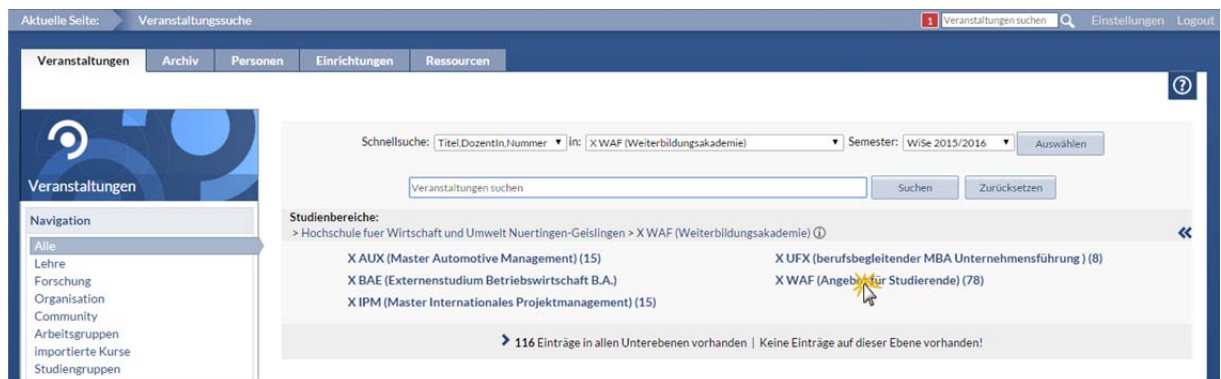 Aktuelle Seite: Veranstaltungssuche 1 Veranstaltungen suchen Einstellungen Logout
Veranstaltungen Archiv Personen Einrichtungen Ressourcen
?
Schnellsuche: Titel,DozentIn,Nummer in: X WAF (Weiterbildungsakademie) Semester: WiSe 2015/2016 Auswählen
Veranstaltungen suchen Suchen Zurücksetzen
Veranstaltungen
Navigation
Alle
Lehre
Forschung
Organisation
Community
Arbeitsgruppen
importierte Kurse
Studiengruppen
Studienbereiche:
> Hochschule fuer Wirtschaft und Umwelt Nuertingen-Geislingen > X WAF (Weiterbildungsakademie)
X AUX (Master Automotive Management) (15) X UFX (berufsbegleitender MBA Unternehmensführung ) (8)
X BAE (Externenstudium Betriebswirtschaft B.A.) X WAF (Angebot für Studierende) (78)
X IPM (Master Internationales Projektmanagement) (15)
116 Einträge in allen Unterebenen vorhanden | Keine Einträge auf dieser Ebene vorhanden!